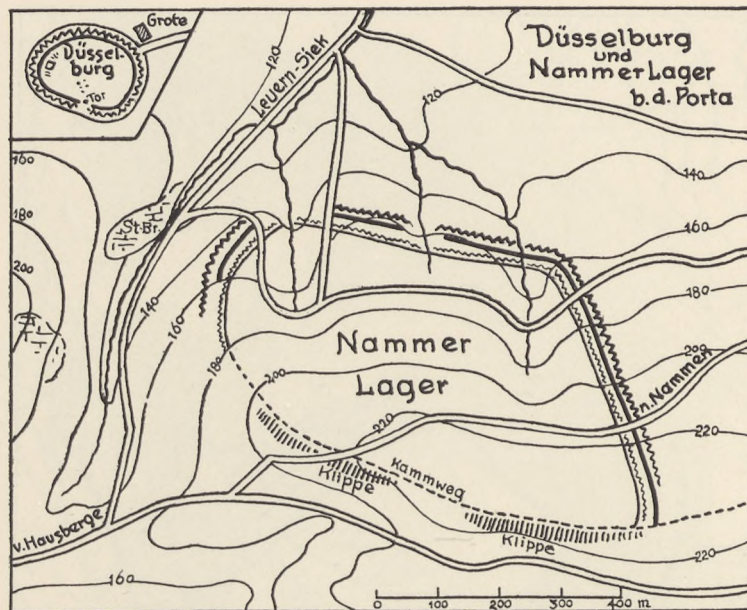 Düsselburg
und
Nammer Lager
b.d. Porta
Grote
Düssel-
burg
"a"
Tor
Leuern-Siek
120
120
140
160
160
180
St.Br.
200
140
160
180
180
200
200
Nammer
Lager
n. Nammen
220
220
Klippe
Kammweg
Klippe
220
v. Hausberge
160
0 100 200 300 400 m